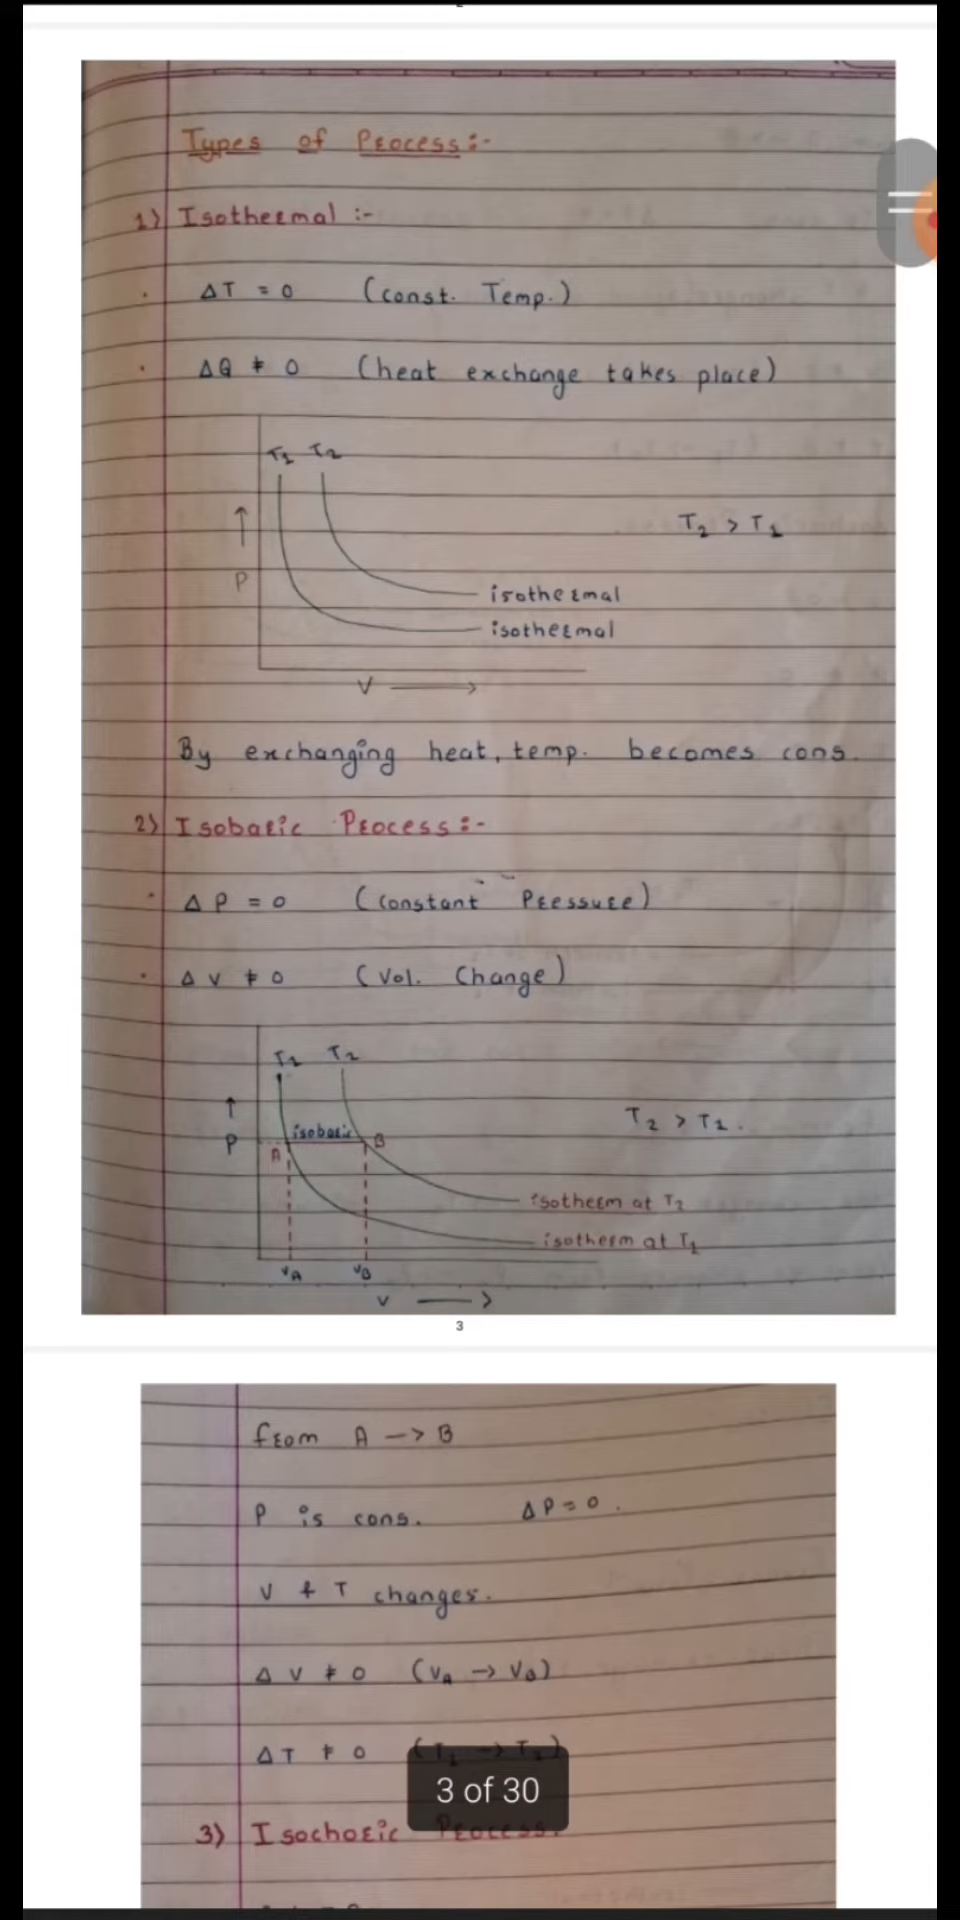 Types of Process:-
1) Isothermal :-
ΔT = 0 (const. Temp.)
ΔQ ≠ 0 (heat exchange takes place)
T1 T2
T2 > T1
↑
P
isothermal
isothermal
V →
By exchanging heat, temp. becomes cons.
2) Isobaric Process:-
ΔP = 0 (Constant Pressure)
ΔV ≠ 0 (Vol. Change)
T1 T2
↑
T2 > T1.
P
isobaric
A B
isotherm at T2
isotherm at T1
VA VB
V →
3
from A → B
P is cons. ΔP = 0.
V & T changes.
ΔV ≠ 0 (VA → VB)
ΔT ≠ 0 (T1 → T2)
3 of 30
3) Isochoric Process.